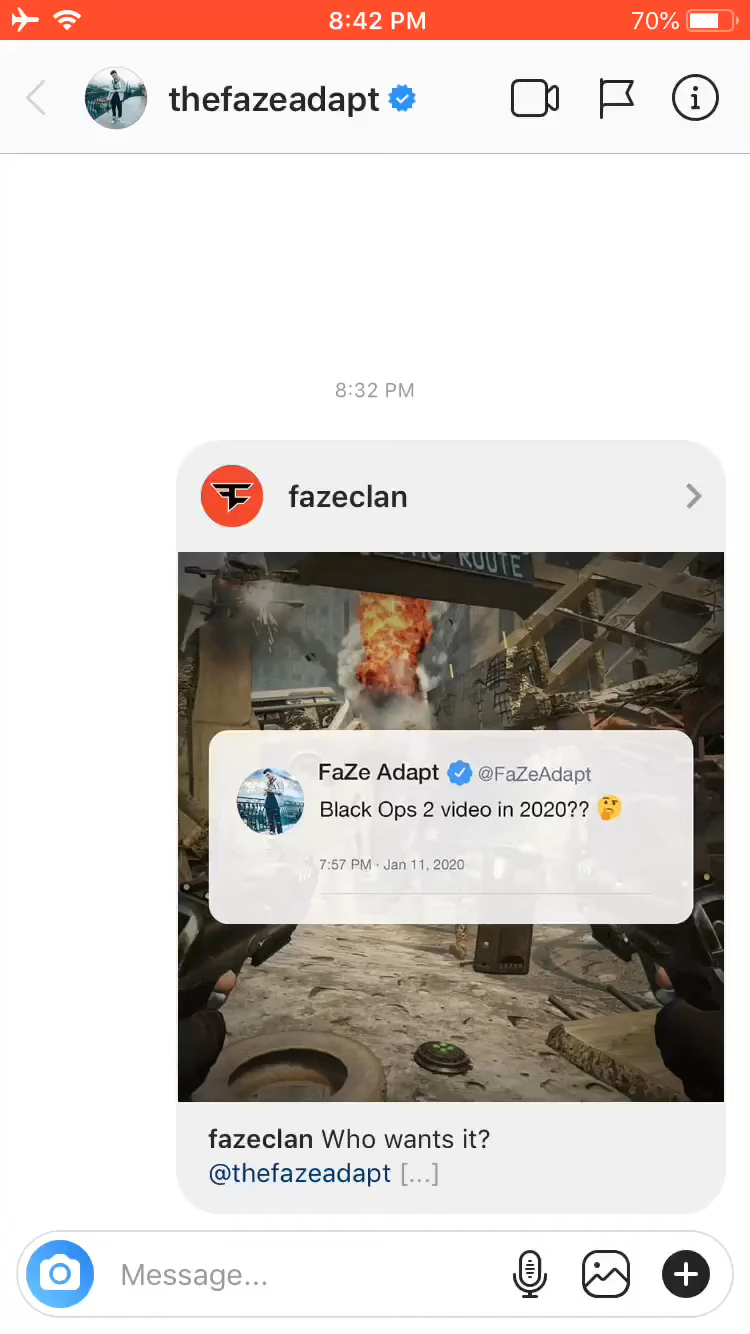 8:42 PM
70%
thefazeadapt
8:32 PM
fazeclan
ROUTE
FaZe Adapt @FaZeAdapt
Black Ops 2 video in 2020?? 🤔
7:57 PM · Jan 11, 2020
fazeclan Who wants it?
@thefazeadapt [...]
Message...